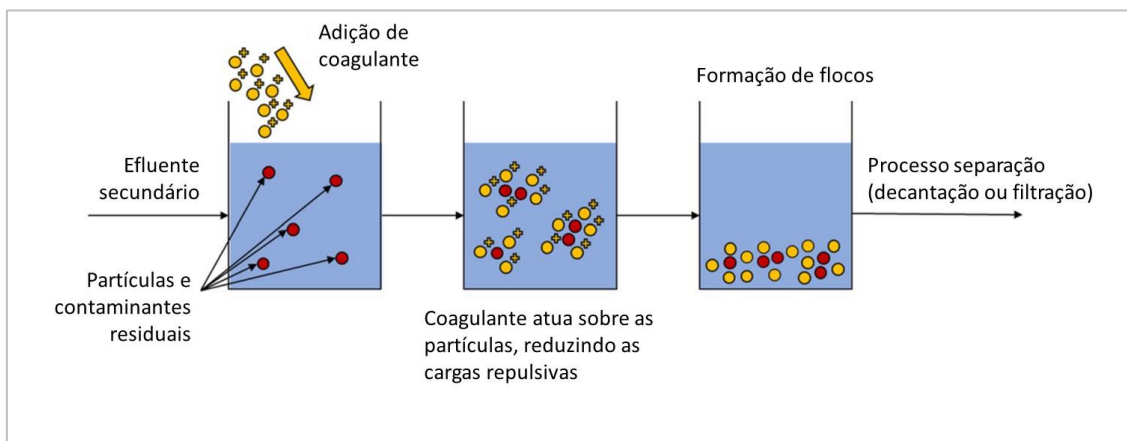 Adição de
coagulante
Formação de flocos
Efluente
secundário
Processo separação
(decantação ou filtração)
Partículas e
contaminantes
residuais
Coagulante atua sobre as
partículas, reduzindo as
cargas repulsivas